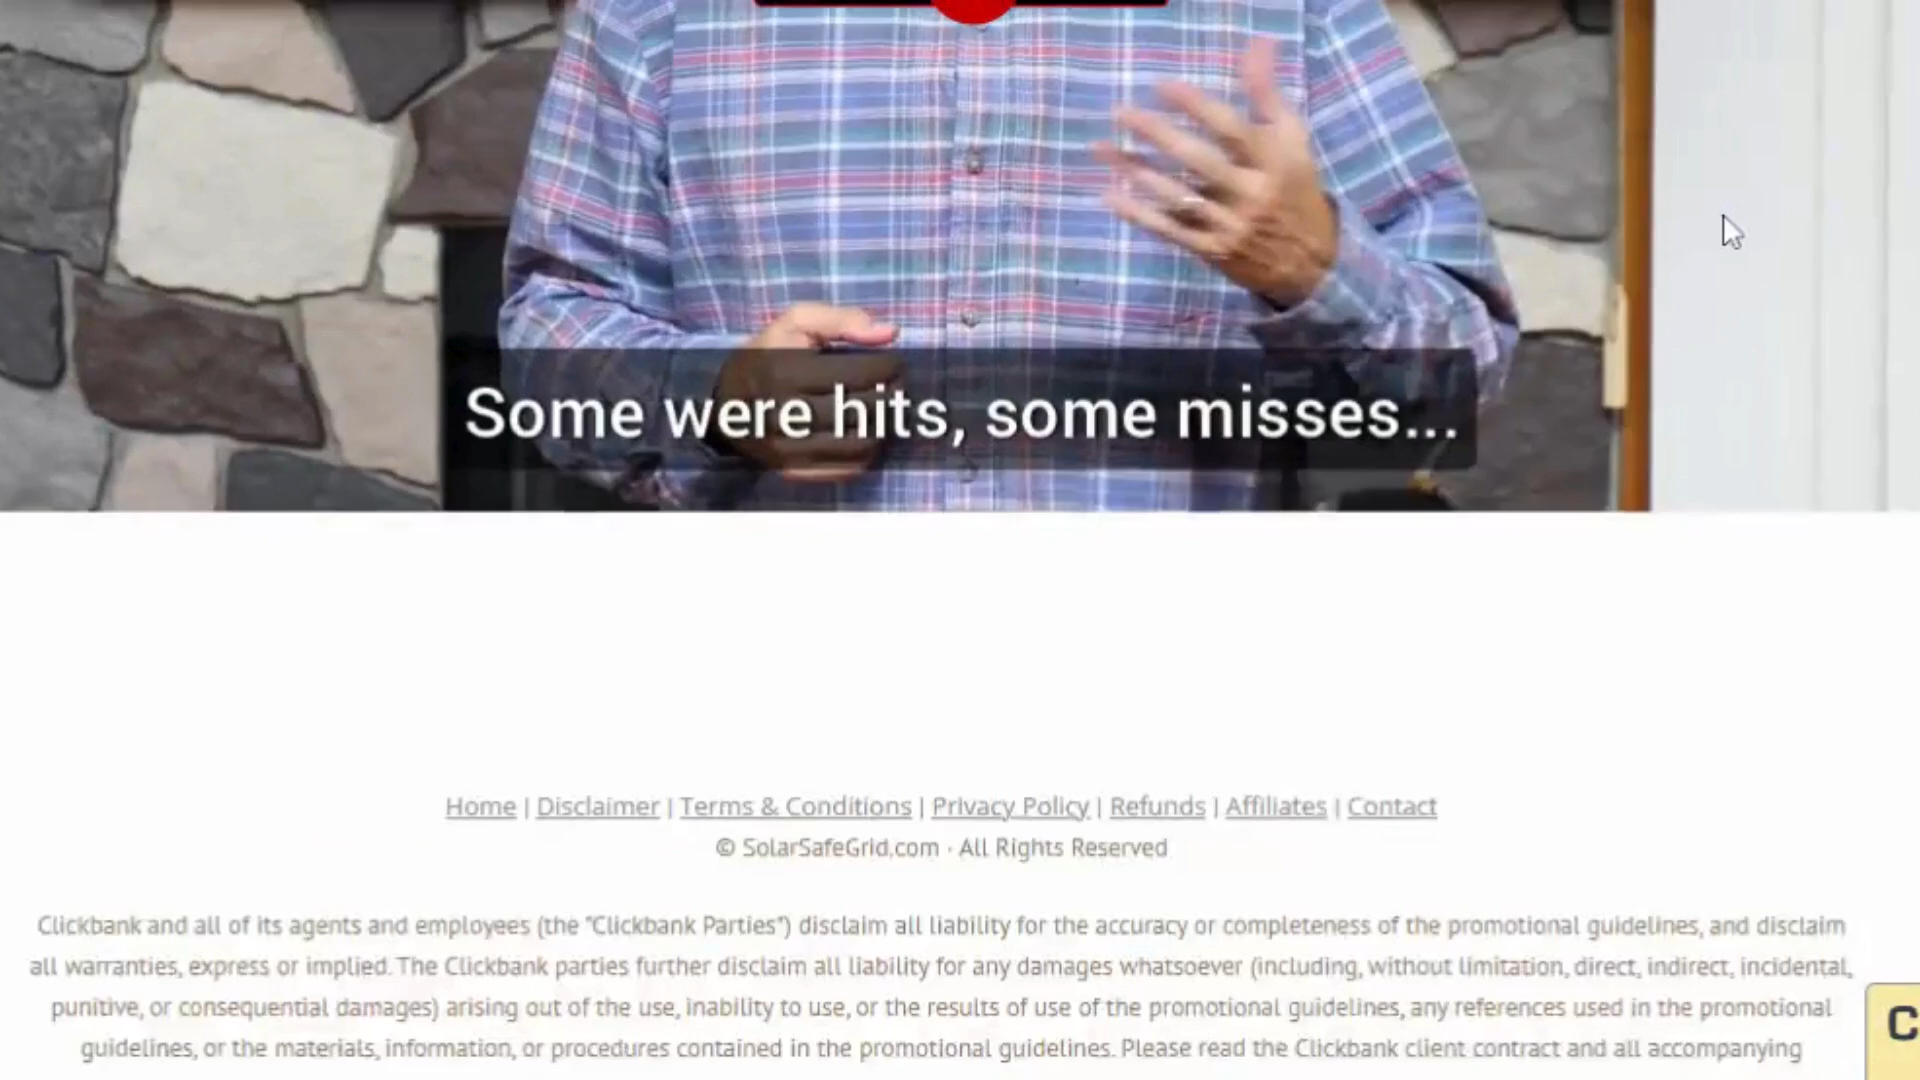 Some were hits, some misses...
Home | Disclaimer | Terms & Conditions | Privacy Policy | Refunds | Affiliates | Contact
© SolarSafeGrid.com · All Rights Reserved
Clickbank and all of its agents and employees (the "Clickbank Parties") disclaim all liability for the accuracy or completeness of the promotional guidelines, and disclaim
all warranties, express or implied. The Clickbank parties further disclaim all liability for any damages whatsoever (including, without limitation, direct, indirect, incidental,
punitive, or consequential damages) arising out of the use, inability to use, or the results of use of the promotional guidelines, any references used in the promotional
guidelines, or the materials, information, or procedures contained in the promotional guidelines. Please read the Clickbank client contract and all accompanying
C